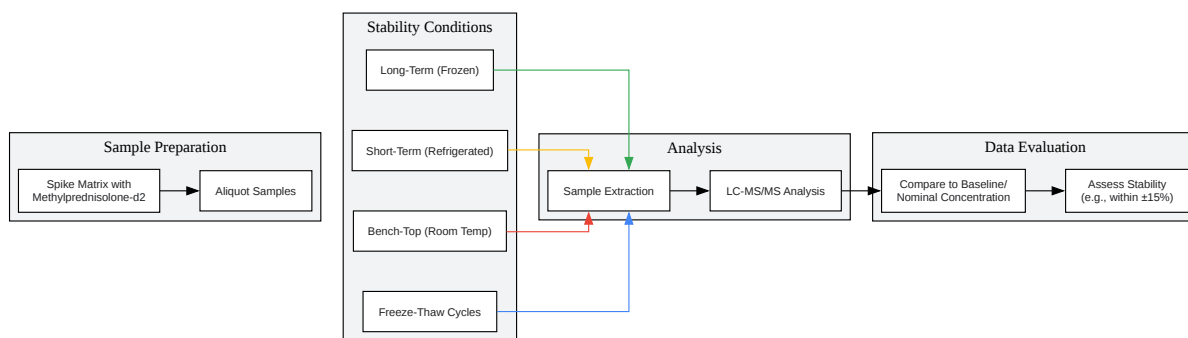 Sample Preparation
Spike Matrix with
Methylprednisolone-d2
Aliquot Samples
Stability Conditions
Long-Term (Frozen)
Short-Term (Refrigerated)
Bench-Top (Room Temp)
Freeze-Thaw Cycles
Analysis
Sample Extraction
LC-MS/MS Analysis
Data Evaluation
Compare to Baseline/
Nominal Concentration
Assess Stability
(e.g., within ±15%)